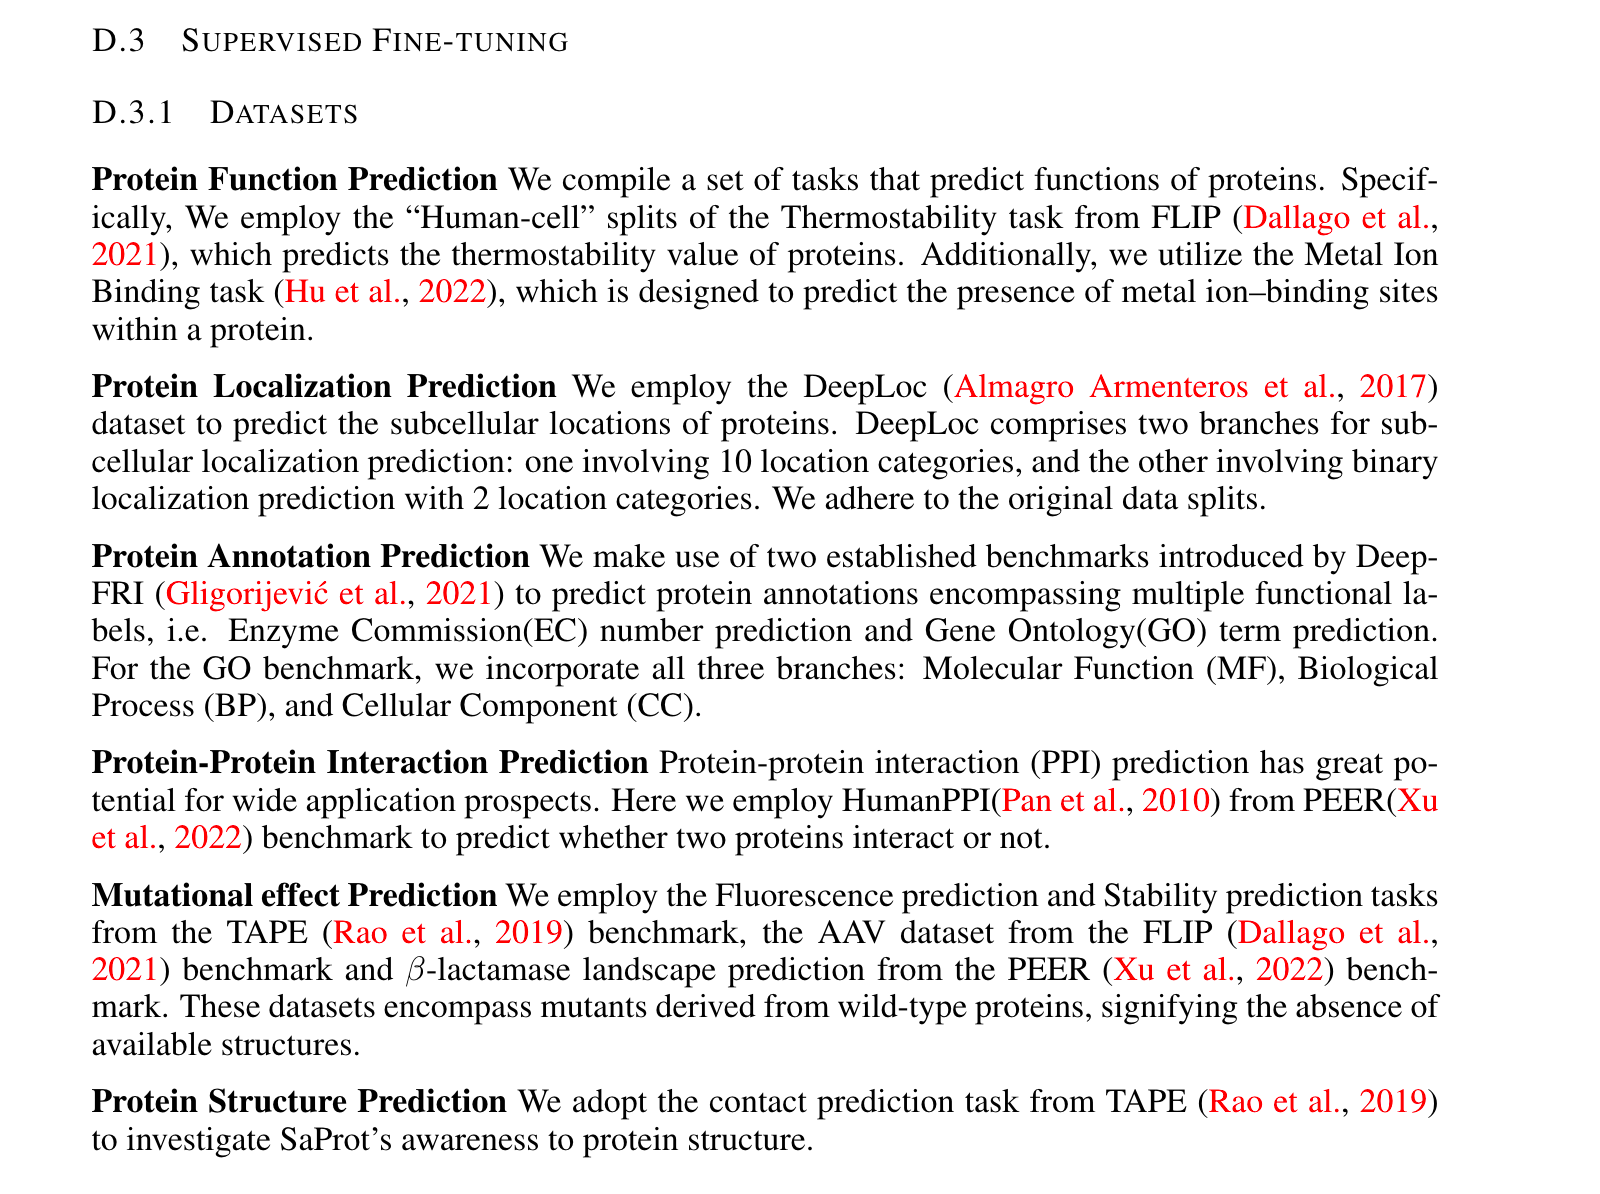 D.3 SUPERVISED FINE-TUNING
D.3.1 DATASETS
Protein Function Prediction We compile a set of tasks that predict functions of proteins. Specif-
ically, We employ the “Human-cell” splits of the Thermostability task from FLIP (Dallago et al.,
2021), which predicts the thermostability value of proteins. Additionally, we utilize the Metal Ion
Binding task (Hu et al., 2022), which is designed to predict the presence of metal ion–binding sites
within a protein.
Protein Localization Prediction We employ the DeepLoc (Almagro Armenteros et al., 2017)
dataset to predict the subcellular locations of proteins. DeepLoc comprises two branches for sub-
cellular localization prediction: one involving 10 location categories, and the other involving binary
localization prediction with 2 location categories. We adhere to the original data splits.
Protein Annotation Prediction We make use of two established benchmarks introduced by Deep-
FRI (Gligorijević et al., 2021) to predict protein annotations encompassing multiple functional la-
bels, i.e. Enzyme Commission(EC) number prediction and Gene Ontology(GO) term prediction.
For the GO benchmark, we incorporate all three branches: Molecular Function (MF), Biological
Process (BP), and Cellular Component (CC).
Protein-Protein Interaction Prediction Protein-protein interaction (PPI) prediction has great po-
tential for wide application prospects. Here we employ HumanPPI(Pan et al., 2010) from PEER(Xu
et al., 2022) benchmark to predict whether two proteins interact or not.
Mutational effect Prediction We employ the Fluorescence prediction and Stability prediction tasks
from the TAPE (Rao et al., 2019) benchmark, the AAV dataset from the FLIP (Dallago et al.,
2021) benchmark and β-lactamase landscape prediction from the PEER (Xu et al., 2022) bench-
mark. These datasets encompass mutants derived from wild-type proteins, signifying the absence of
available structures.
Protein Structure Prediction We adopt the contact prediction task from TAPE (Rao et al., 2019)
to investigate SaProt’s awareness to protein structure.